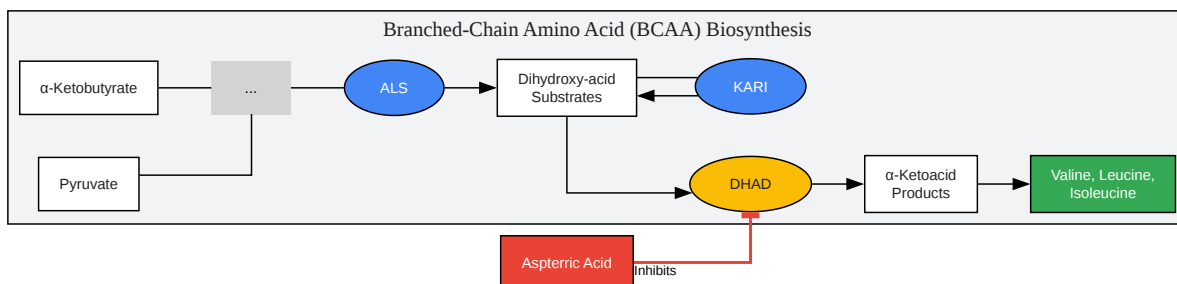 Branched-Chain Amino Acid (BCAA) Biosynthesis
α-Ketobutyrate
...
ALS
Dihydroxy-acid
Substrates
KARI
Pyruvate
DHAD
α-Ketoacid
Products
Valine, Leucine,
Isoleucine
Aspterric Acid
Inhibits